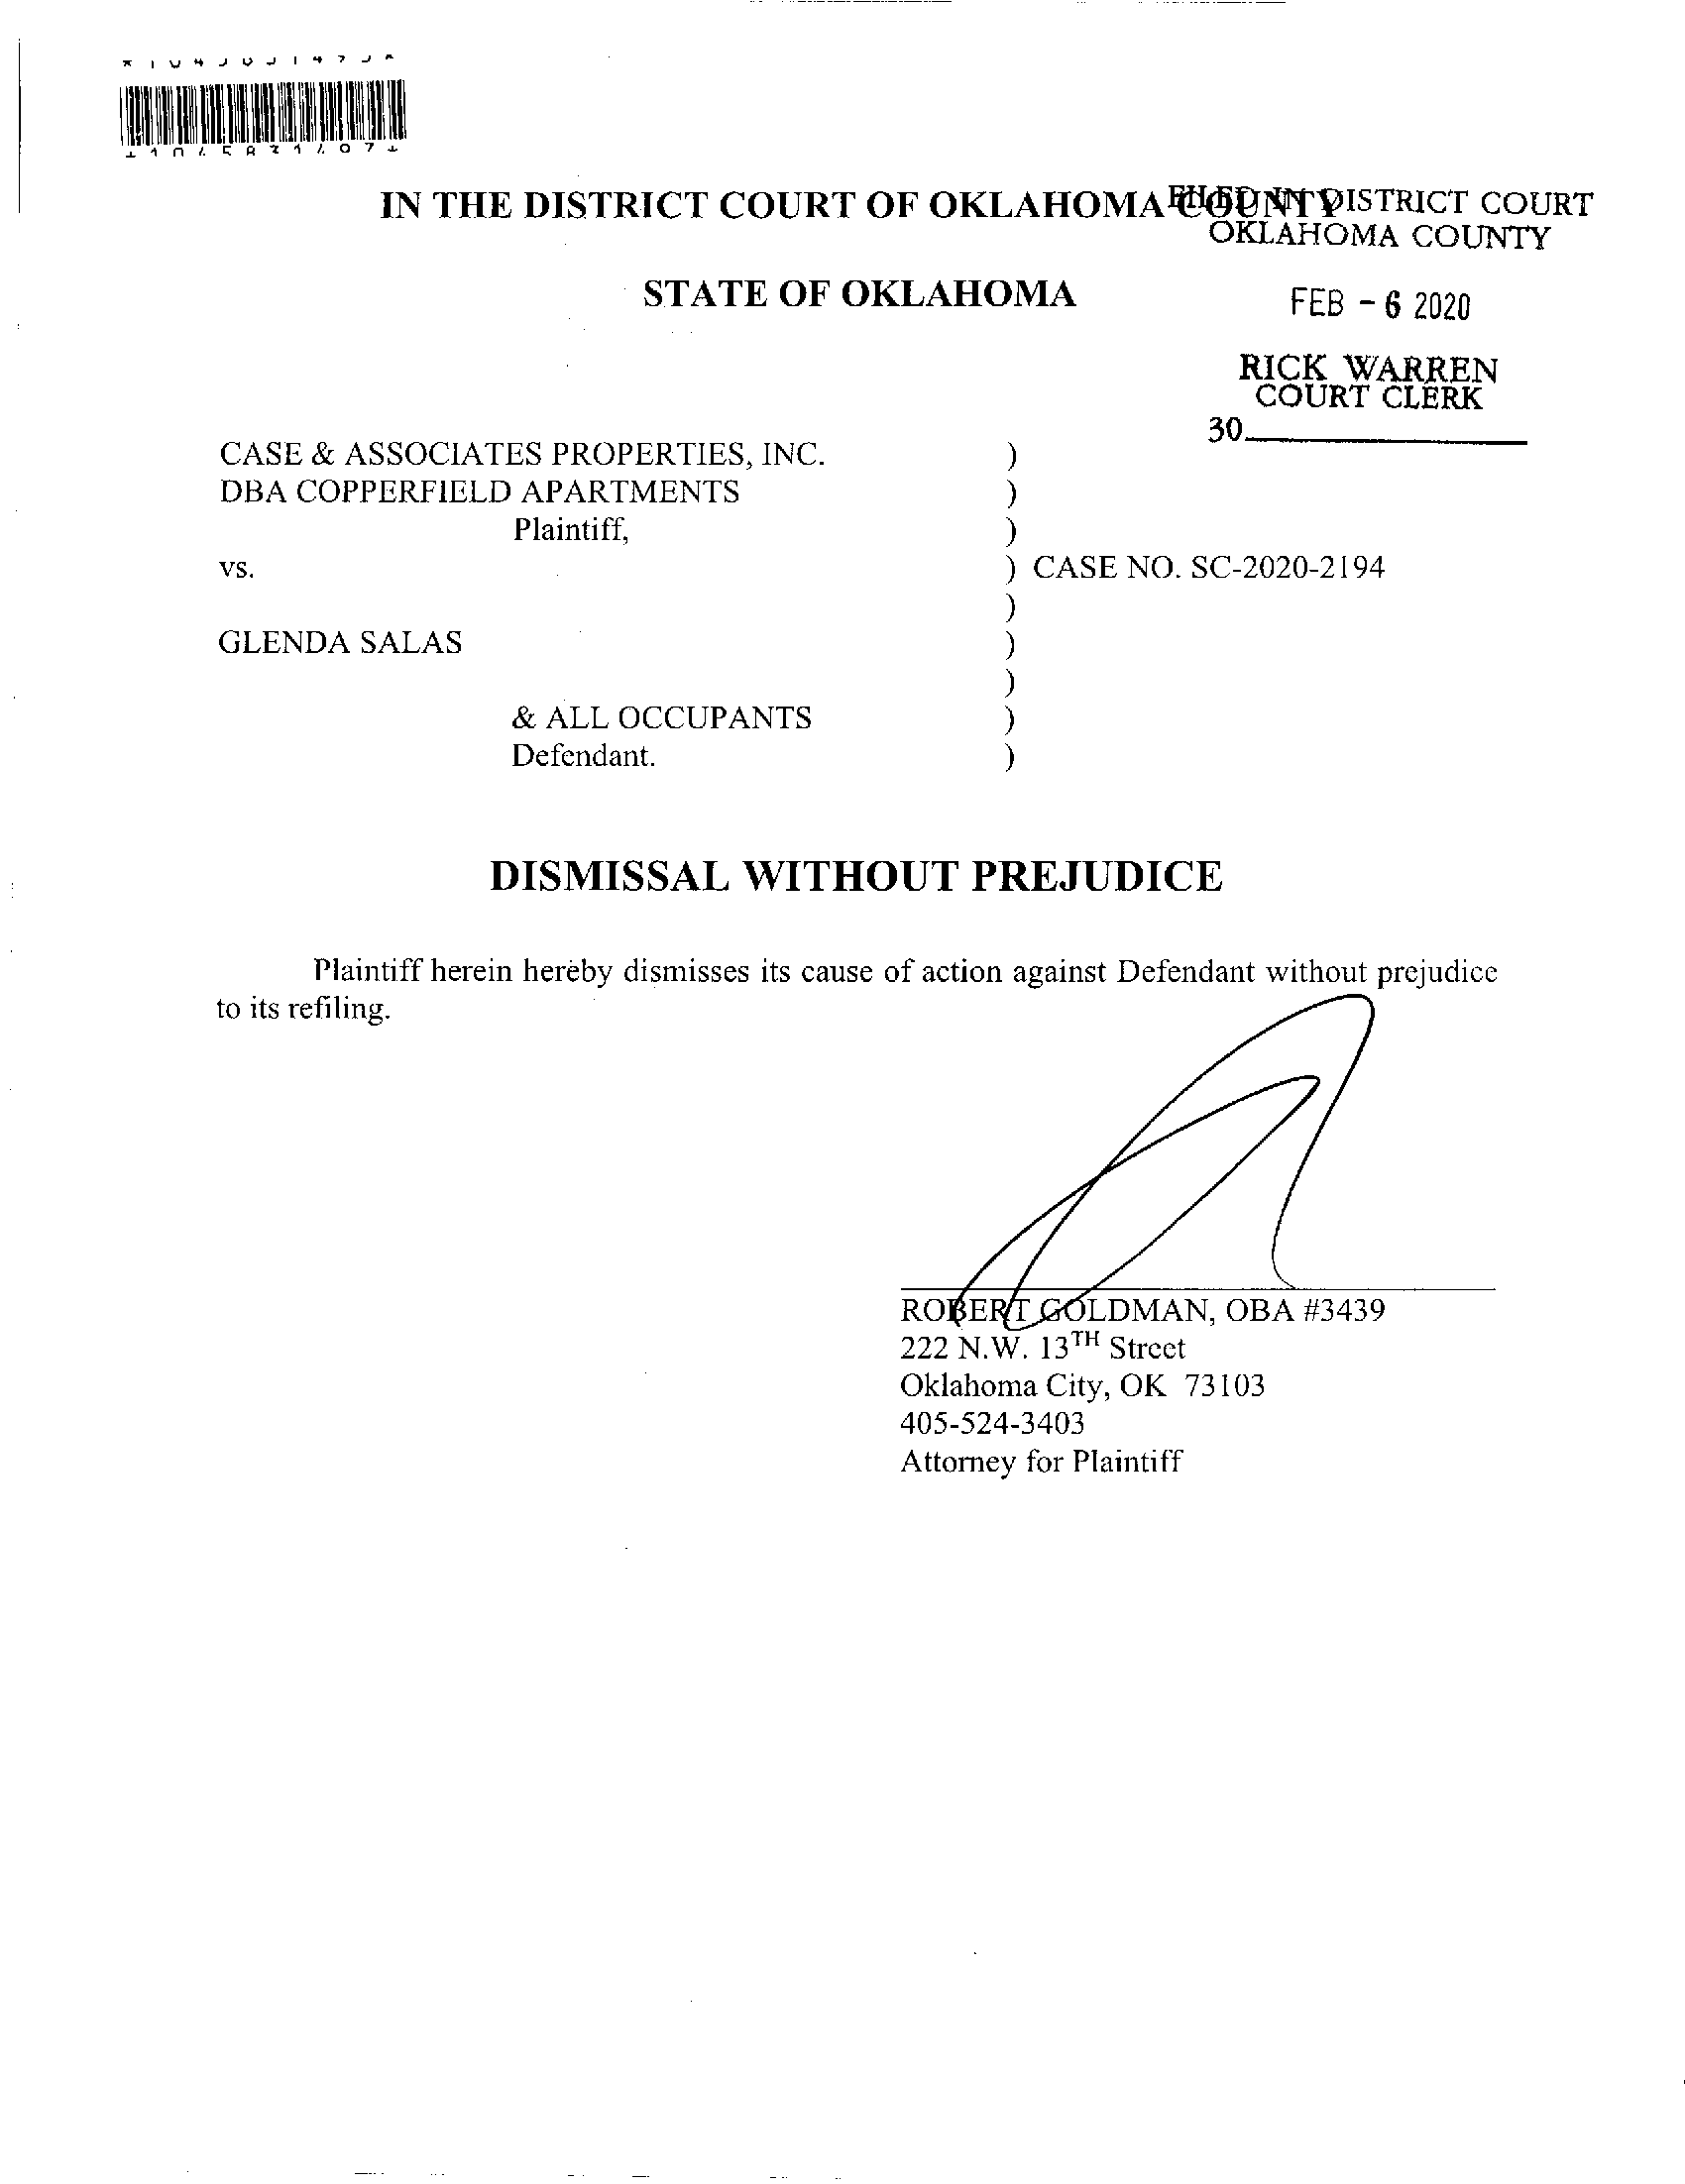 IN THE DISTRICT COURT OF OKLAHOMA COUNTY
FILED IN DISTRICT COURT
OKLAHOMA COUNTY
STATE OF OKLAHOMA
FEB - 6 2020
RICK WARREN
COURT CLERK
30
CASE & ASSOCIATES PROPERTIES, INC. )
DBA COPPERFIELD APARTMENTS )
Plaintiff, )
vs. ) CASE NO. SC-2020-2194
)
GLENDA SALAS )
)
& ALL OCCUPANTS )
Defendant. )
DISMISSAL WITHOUT PREJUDICE
Plaintiff herein hereby dismisses its cause of action against Defendant without prejudice
to its refiling.
ROBERT GOLDMAN, OBA #3439
222 N.W. 13TH Street
Oklahoma City, OK 73103
405-524-3403
Attorney for Plaintiff